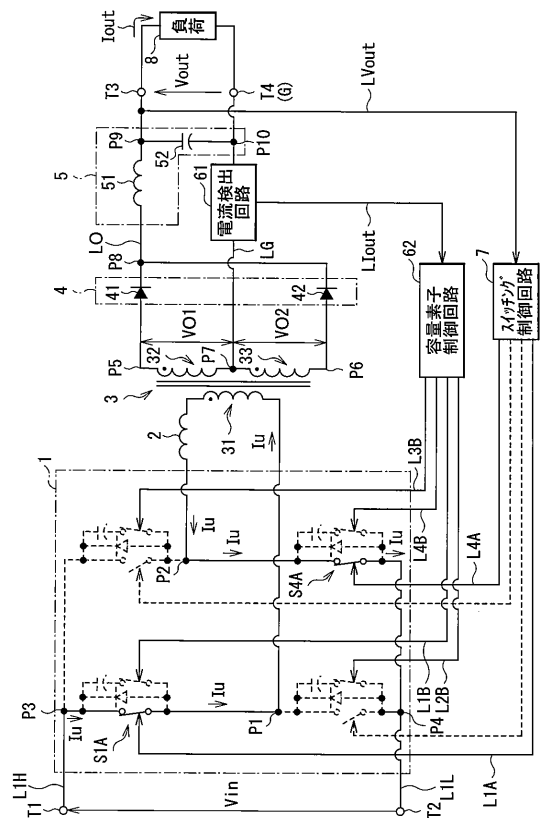 Iout
8
負荷
T3
Vout
T4
(G)
LVout
P9
52
P10
5
51
61
電流検出
回路
LG
LIout
LO
P8
4
41
42
62
容量素子
制御回路
7
スイッチング
制御回路
VO1
VO2
P5
32
P7
33
P6
3
2
31
Iu
Iu
Iu
1
L3B
L4B
P2
S4A
Iu
L4A
P3
Iu
S1A
Iu
P1
L1B
L2B
P4
L1H
L1L
L1A
T1
Vin
T2